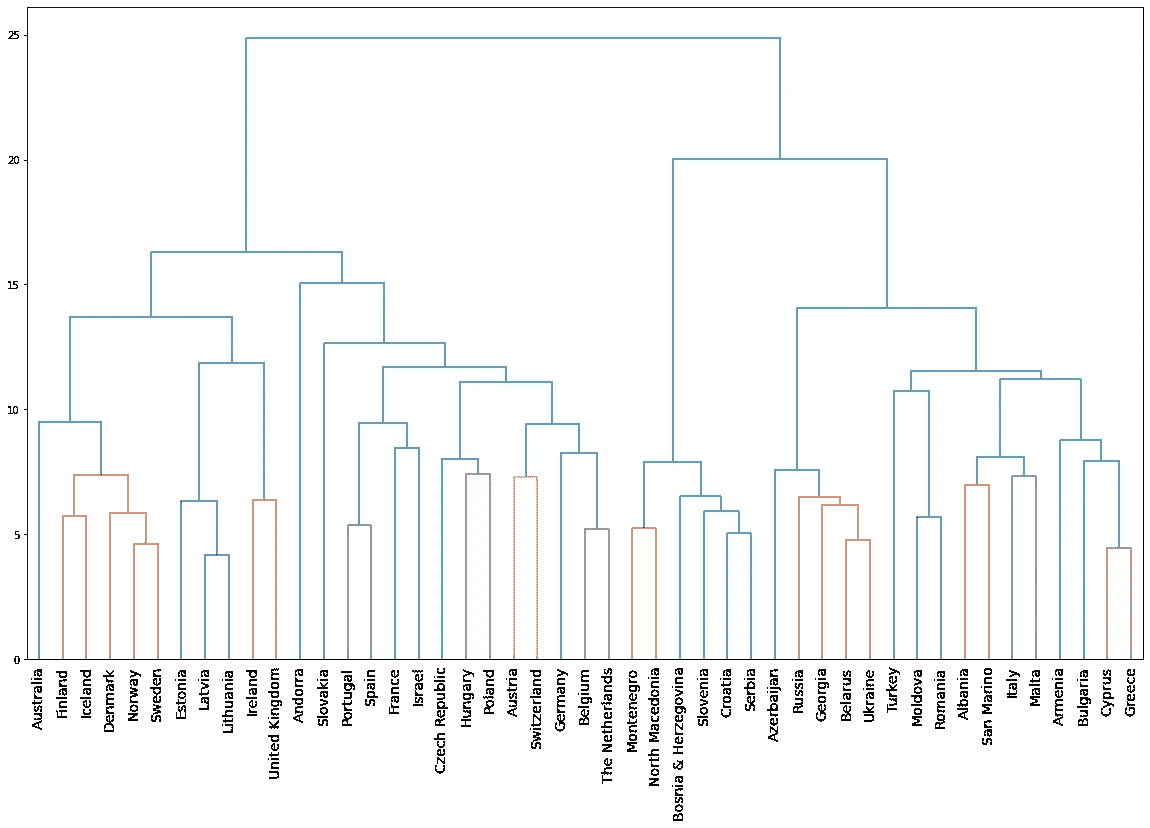 25
20
15
10
5
0
Australia
Finland
Iceland
Denmark
Norway
Sweden
Estonia
Latvia
Lithuania
Ireland
United Kingdom
Andorra
Slovakia
Portugal
Spain
France
Israel
Czech Republic
Hungary
Poland
Austria
Switzerland
Germany
Belgium
The Netherlands
Montenegro
North Macedonia
Bosnia & Herzegovina
Slovenia
Croatia
Serbia
Azerbaijan
Russia
Georgia
Belarus
Ukraine
Turkey
Moldova
Romania
Albania
San Marino
Italy
Malta
Armenia
Bulgaria
Cyprus
Greece